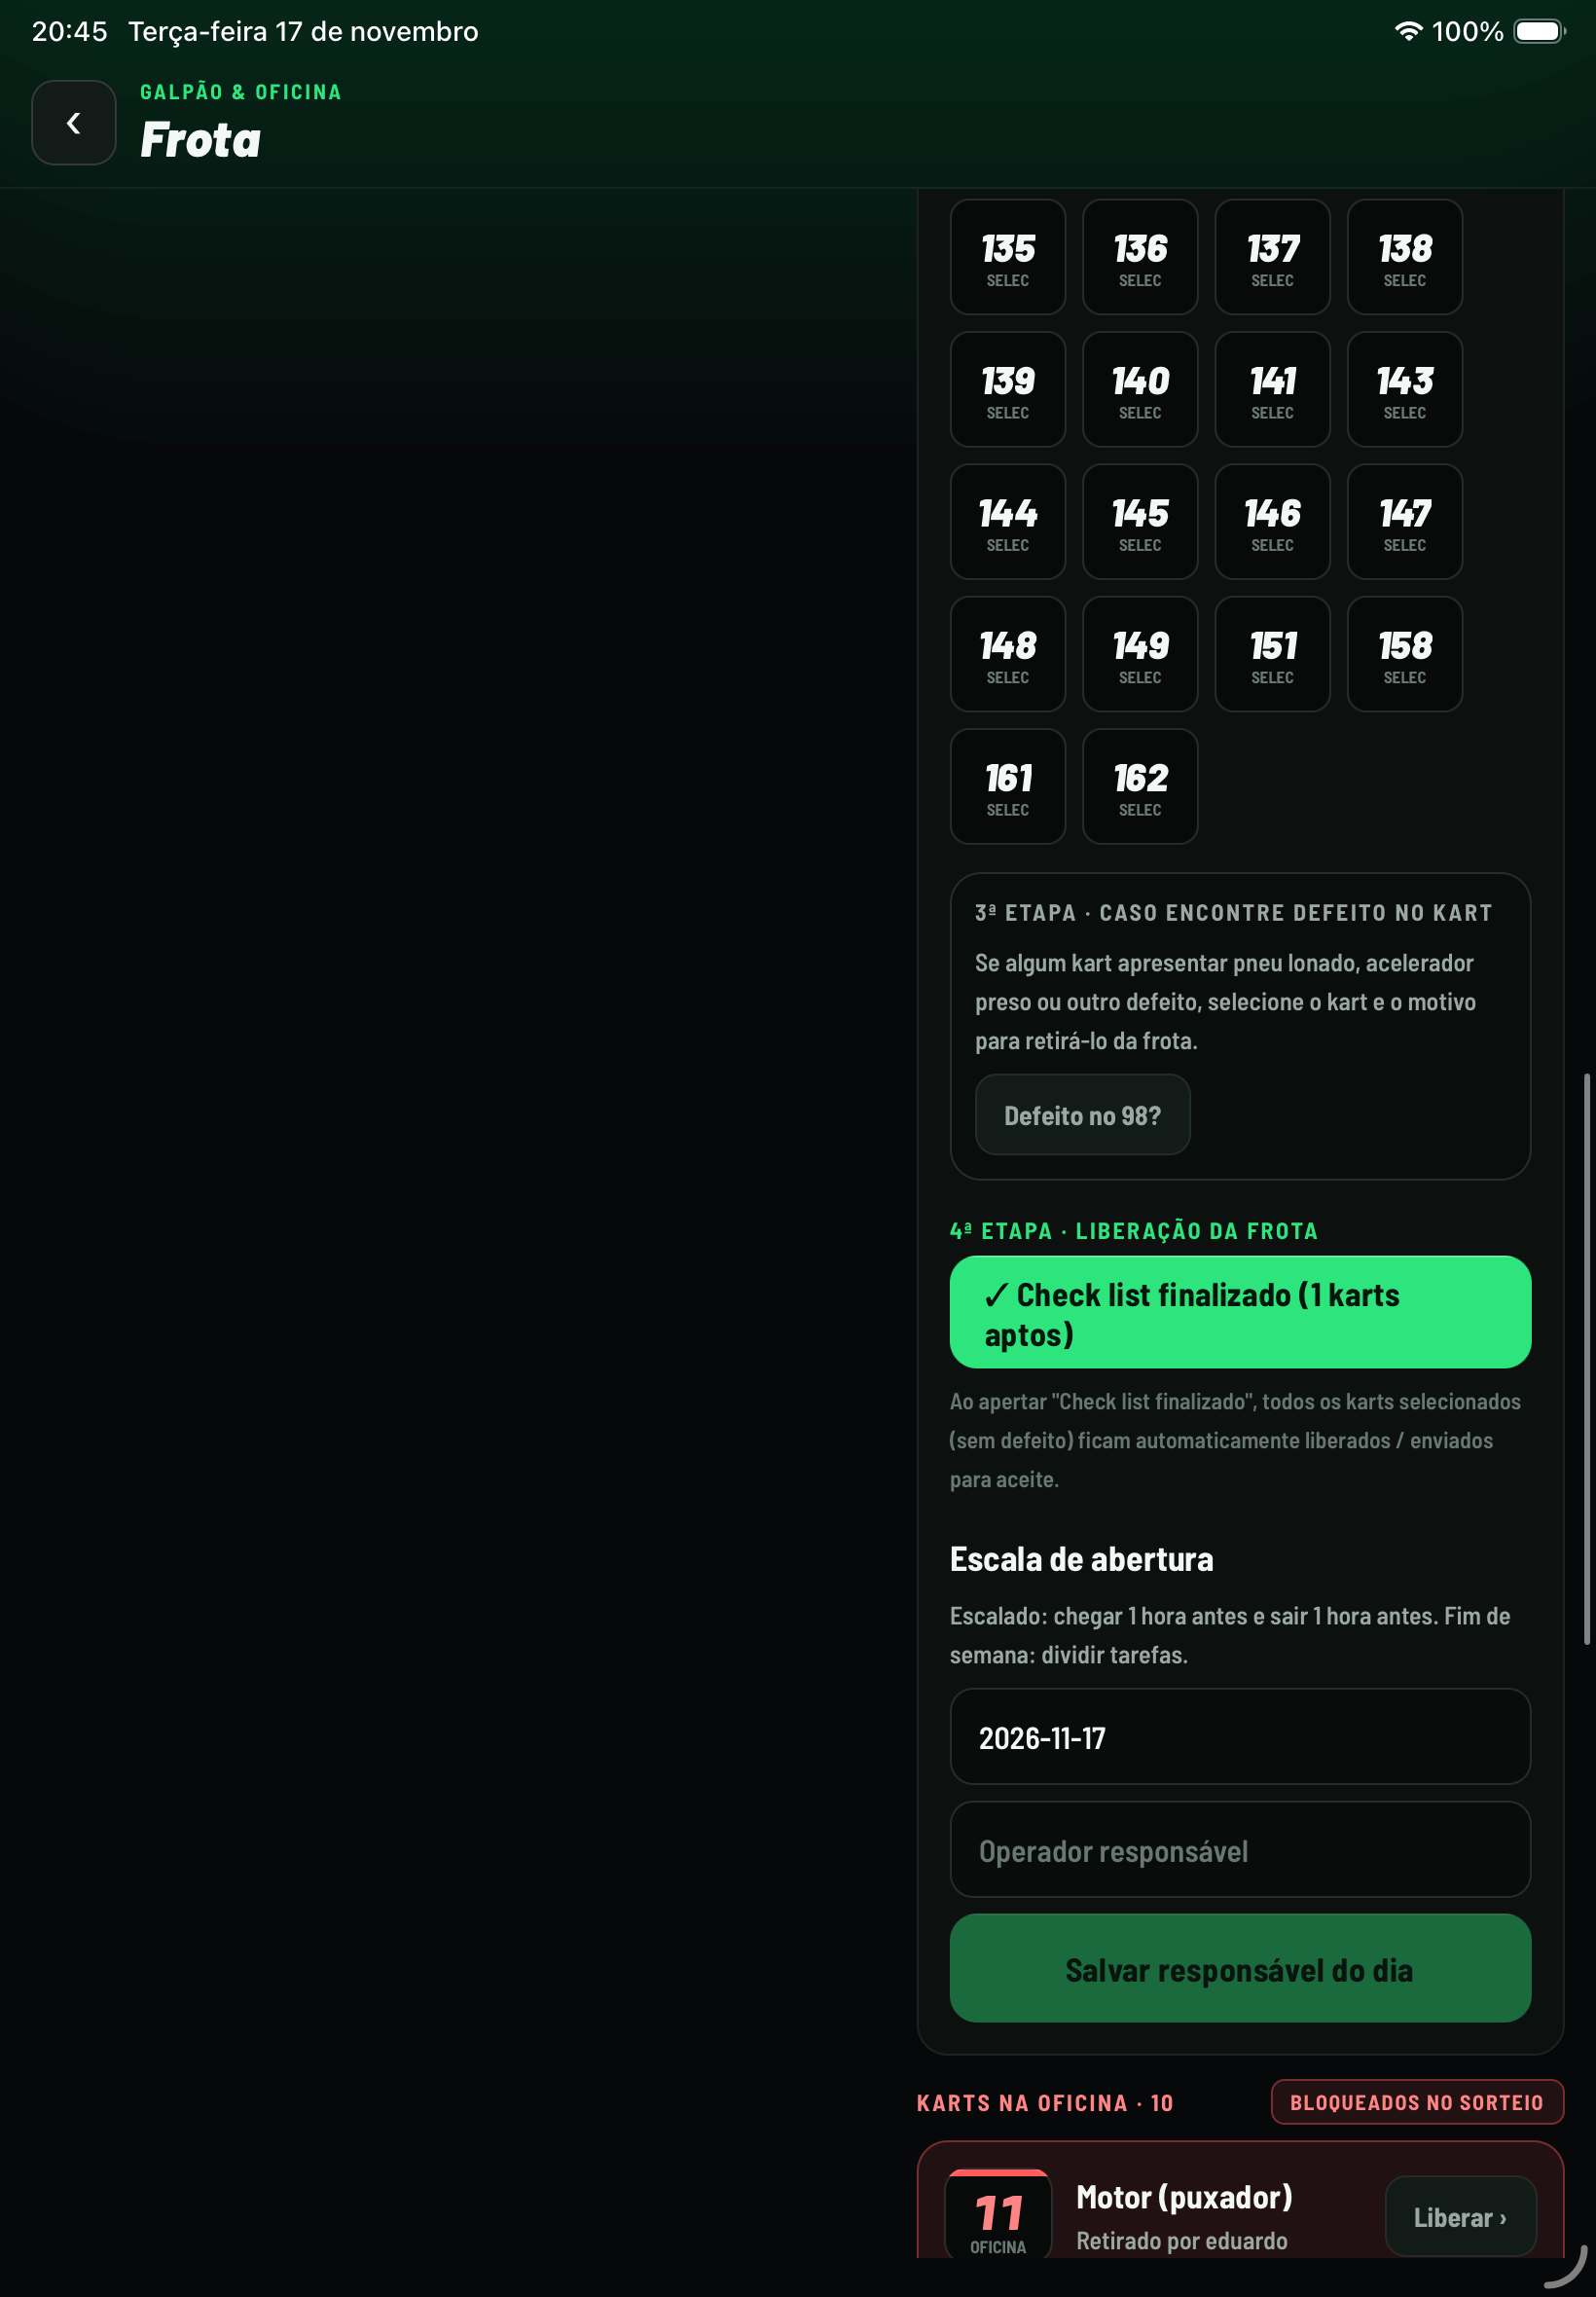 20:45 Terça-feira 17 de novembro 100%
‹
GALPÃO & OFICINA
Frota
135 136 137 138
SELEC SELEC SELEC SELEC
139 140 141 143
SELEC SELEC SELEC SELEC
144 145 146 147
SELEC SELEC SELEC SELEC
148 149 151 158
SELEC SELEC SELEC SELEC
161 162
SELEC SELEC
3ª ETAPA · CASO ENCONTRE DEFEITO NO KART
Se algum kart apresentar pneu lonado, acelerador
preso ou outro defeito, selecione o kart e o motivo
para retirá-lo da frota.
Defeito no 98?
4ª ETAPA · LIBERAÇÃO DA FROTA
✓ Check list finalizado (1 karts
aptos)
Ao apertar "Check list finalizado", todos os karts selecionados
(sem defeito) ficam automaticamente liberados / enviados
para aceite.
Escala de abertura
Escalado: chegar 1 hora antes e sair 1 hora antes. Fim de
semana: dividir tarefas.
2026-11-17
Operador responsável
Salvar responsável do dia
KARTS NA OFICINA · 10 BLOQUEADOS NO SORTEIO
11 Motor (puxador) Liberar ›
OFICINA Retirado por eduardo